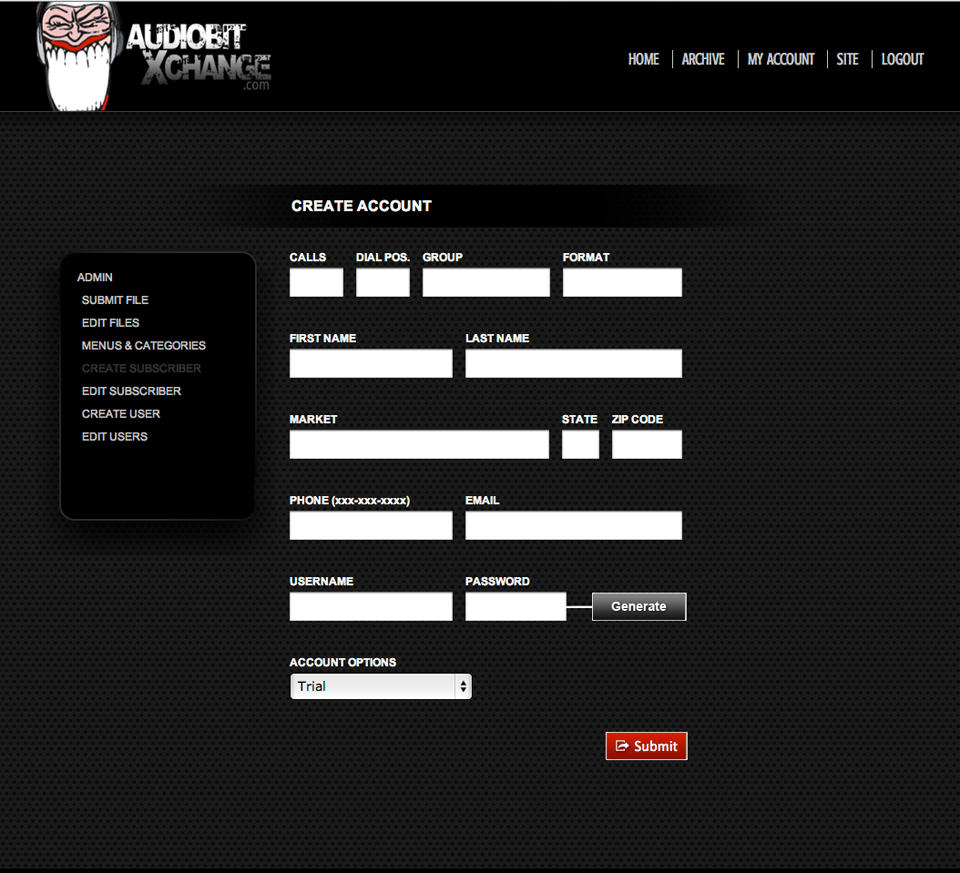 AUDIOBIT
XCHANGE
.com
HOME ARCHIVE MY ACCOUNT SITE LOGOUT
CREATE ACCOUNT
ADMIN
SUBMIT FILE
EDIT FILES
MENUS & CATEGORIES
CREATE SUBSCRIBER
EDIT SUBSCRIBER
CREATE USER
EDIT USERS
CALLS DIAL POS. GROUP FORMAT
FIRST NAME LAST NAME
MARKET STATE ZIP CODE
PHONE (xxx-xxx-xxxx) EMAIL
USERNAME PASSWORD
Generate
ACCOUNT OPTIONS
Trial
Submit